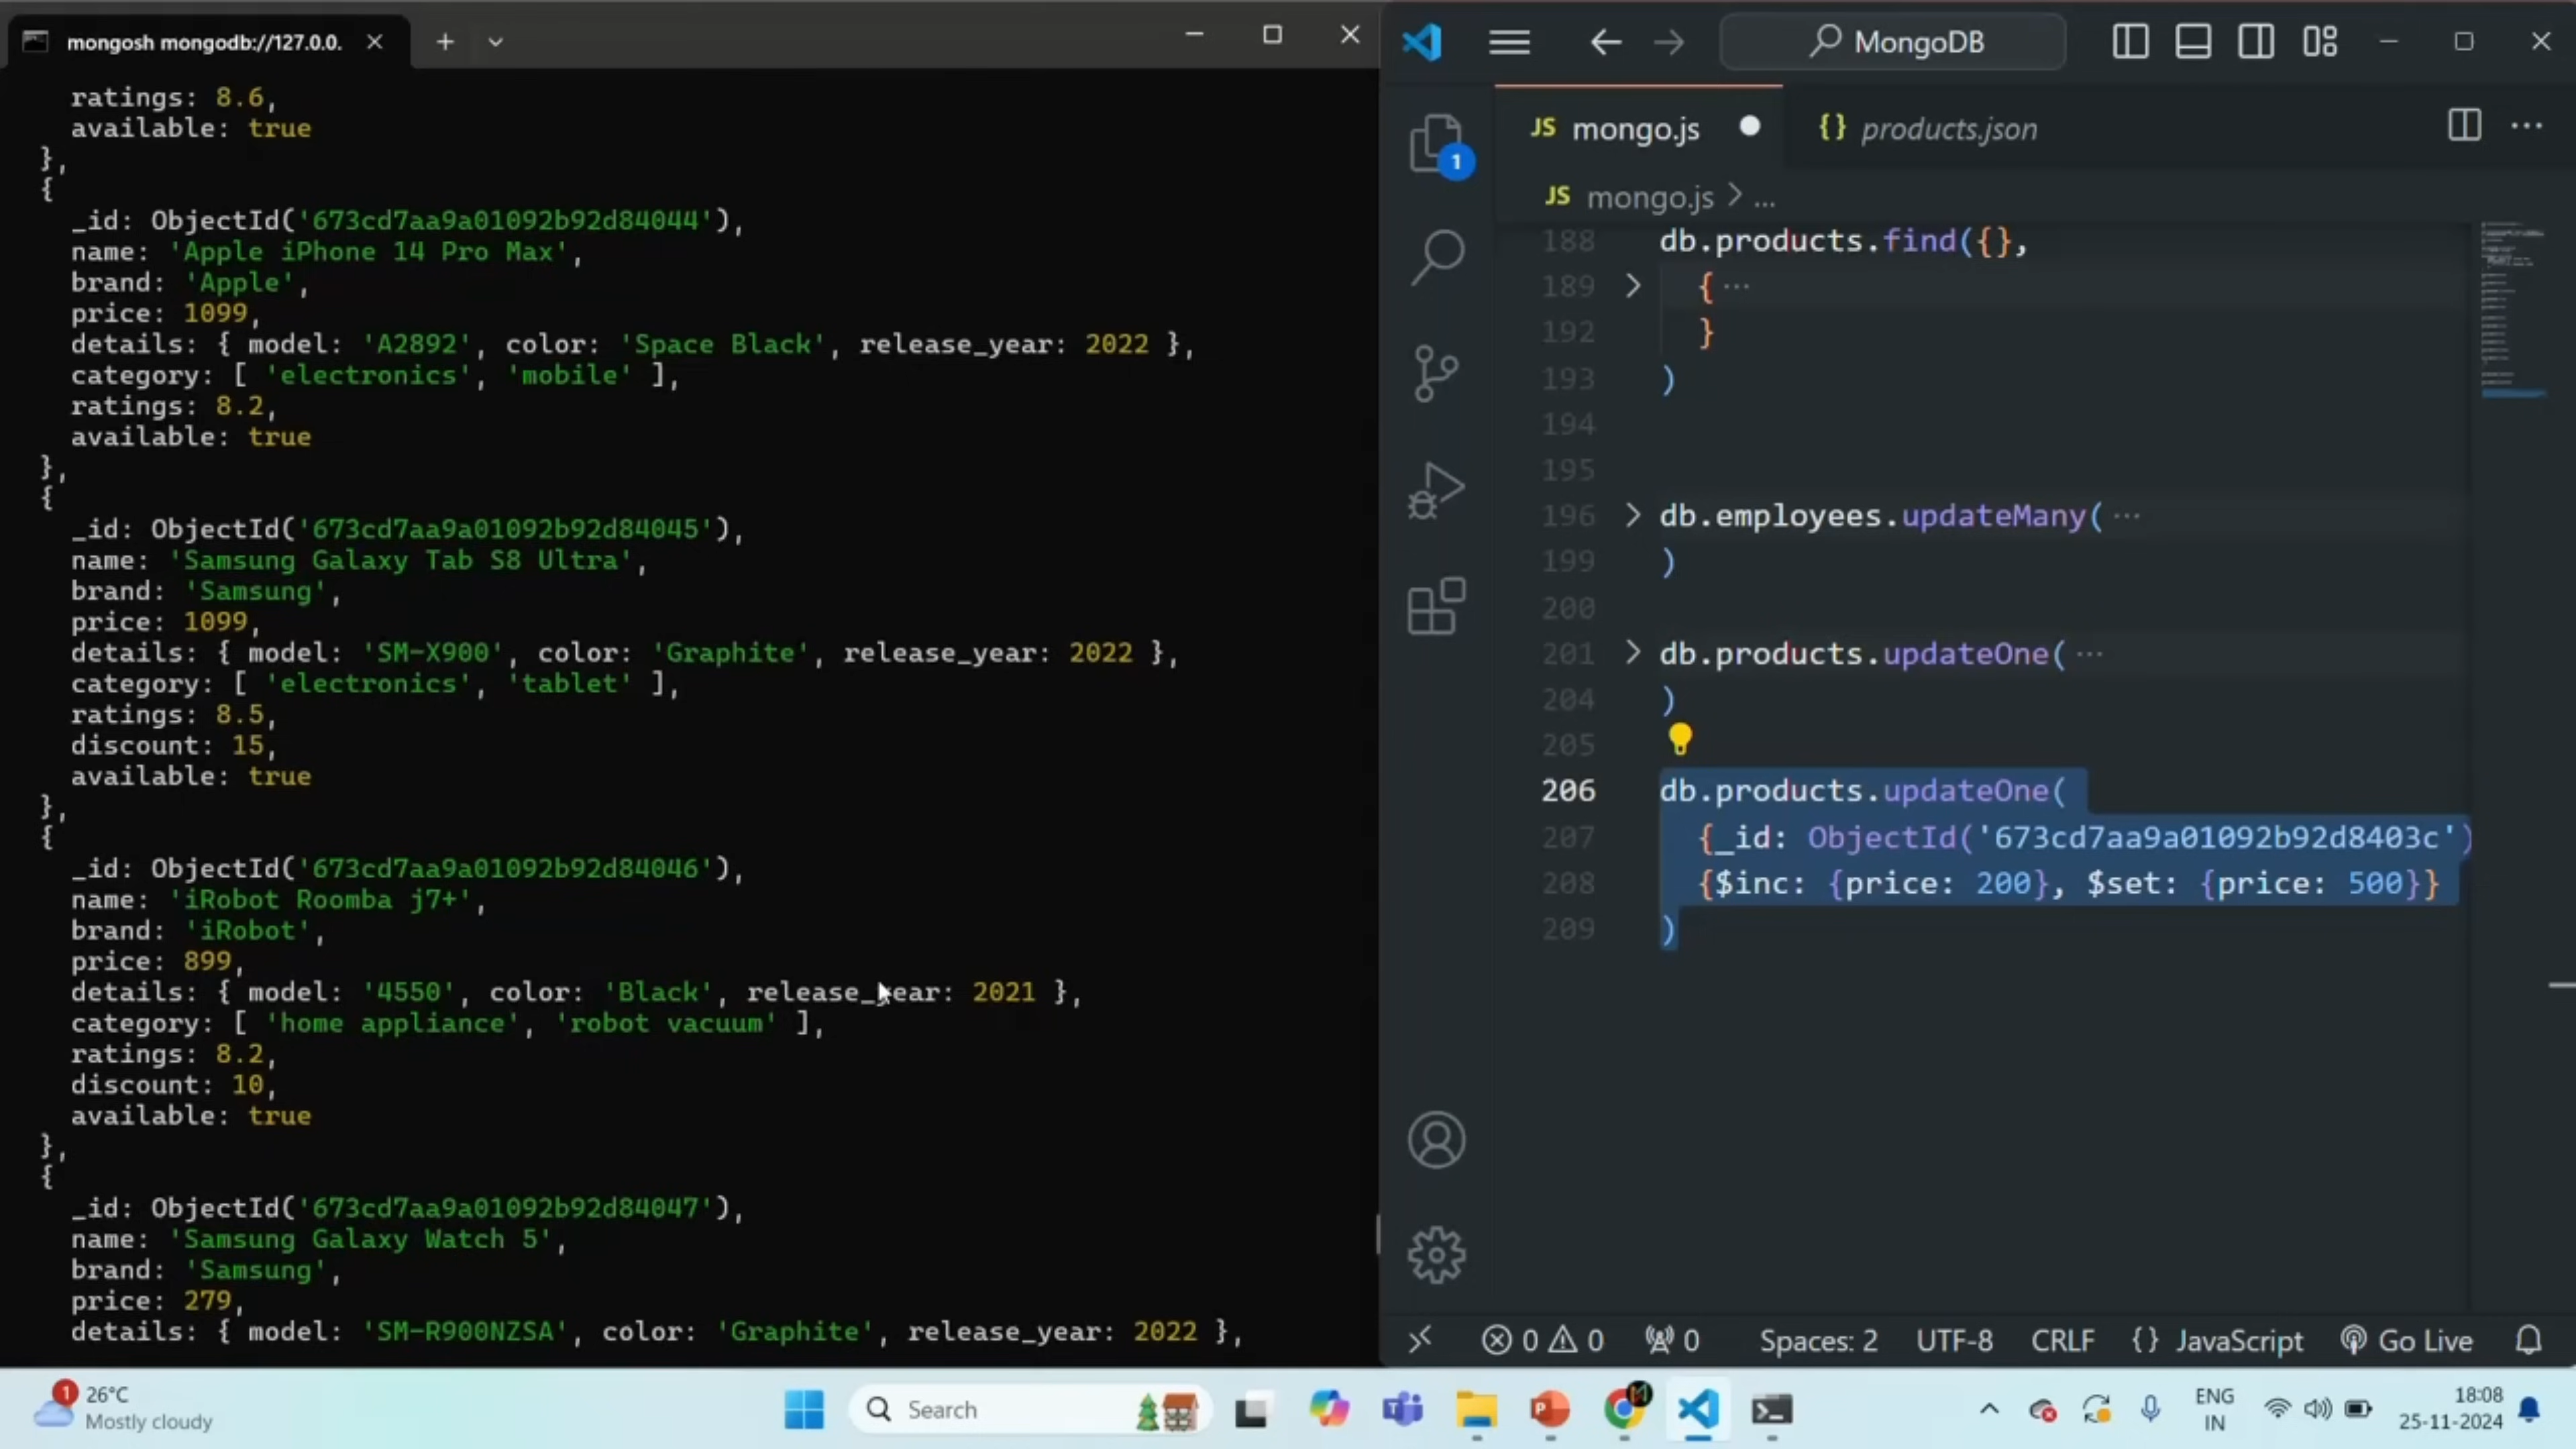 mongosh mongodb://127.0.0.
ratings: 8.6,
available: true
},
{
_id: ObjectId('673cd7aa9a01092b92d84044'),
name: 'Apple iPhone 14 Pro Max',
brand: 'Apple',
price: 1099,
details: { model: 'A2892', color: 'Space Black', release_year: 2022 },
category: [ 'electronics', 'mobile' ],
ratings: 8.2,
available: true
},
{
_id: ObjectId('673cd7aa9a01092b92d84045'),
name: 'Samsung Galaxy Tab S8 Ultra',
brand: 'Samsung',
price: 1099,
details: { model: 'SM-X900', color: 'Graphite', release_year: 2022 },
category: [ 'electronics', 'tablet' ],
ratings: 8.5,
discount: 15,
available: true
},
{
_id: ObjectId('673cd7aa9a01092b92d84046'),
name: 'iRobot Roomba j7+',
brand: 'iRobot',
price: 899,
details: { model: '4550', color: 'Black', release_year: 2021 },
category: [ 'home appliance', 'robot vacuum' ],
ratings: 8.2,
discount: 10,
available: true
},
{
_id: ObjectId('673cd7aa9a01092b92d84047'),
name: 'Samsung Galaxy Watch 5',
brand: 'Samsung',
price: 279,
details: { model: 'SM-R900NZSA', color: 'Graphite', release_year: 2022 },
MongoDB
1
JS mongo.js
{} products.json
JS mongo.js > ...
188 db.products.find({},
189 > { ···
192 }
193 )
194
195
196 > db.employees.updateMany( ···
199 )
200
201 > db.products.updateOne( ···
204 )
205
206 db.products.updateOne(
207 {_id: ObjectId('673cd7aa9a01092b92d8403c')
208 {$inc: {price: 200}, $set: {price: 500}}
209 )
0 0 0 Spaces: 2 UTF-8 CRLF {} JavaScript Go Live
1
26°C
Mostly cloudy
Search
ENG
IN
18:08
25-11-2024